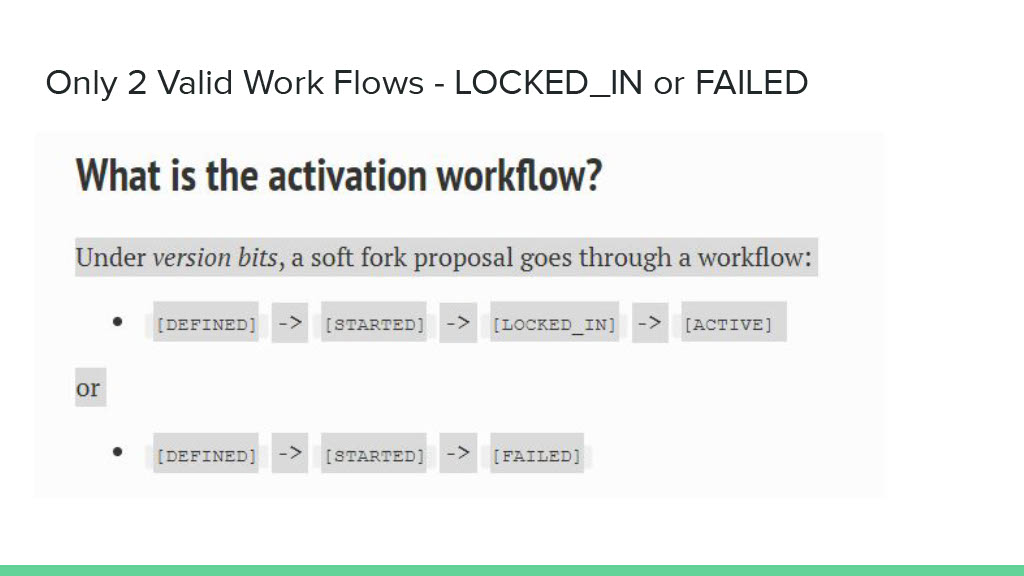 Only 2 Valid Work Flows - LOCKED_IN or FAILED
What is the activation workflow?
Under version bits, a soft fork proposal goes through a workflow:
• [DEFINED] -> [STARTED] -> [LOCKED_IN] -> [ACTIVE]
or
• [DEFINED] -> [STARTED] -> [FAILED]